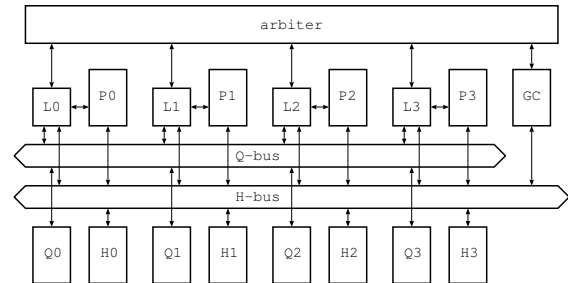 arbiter
L0 P0 L1 P1 L2 P2 L3 P3 GC
Q-bus
H-bus
Q0 H0 Q1 H1 Q2 H2 Q3 H3